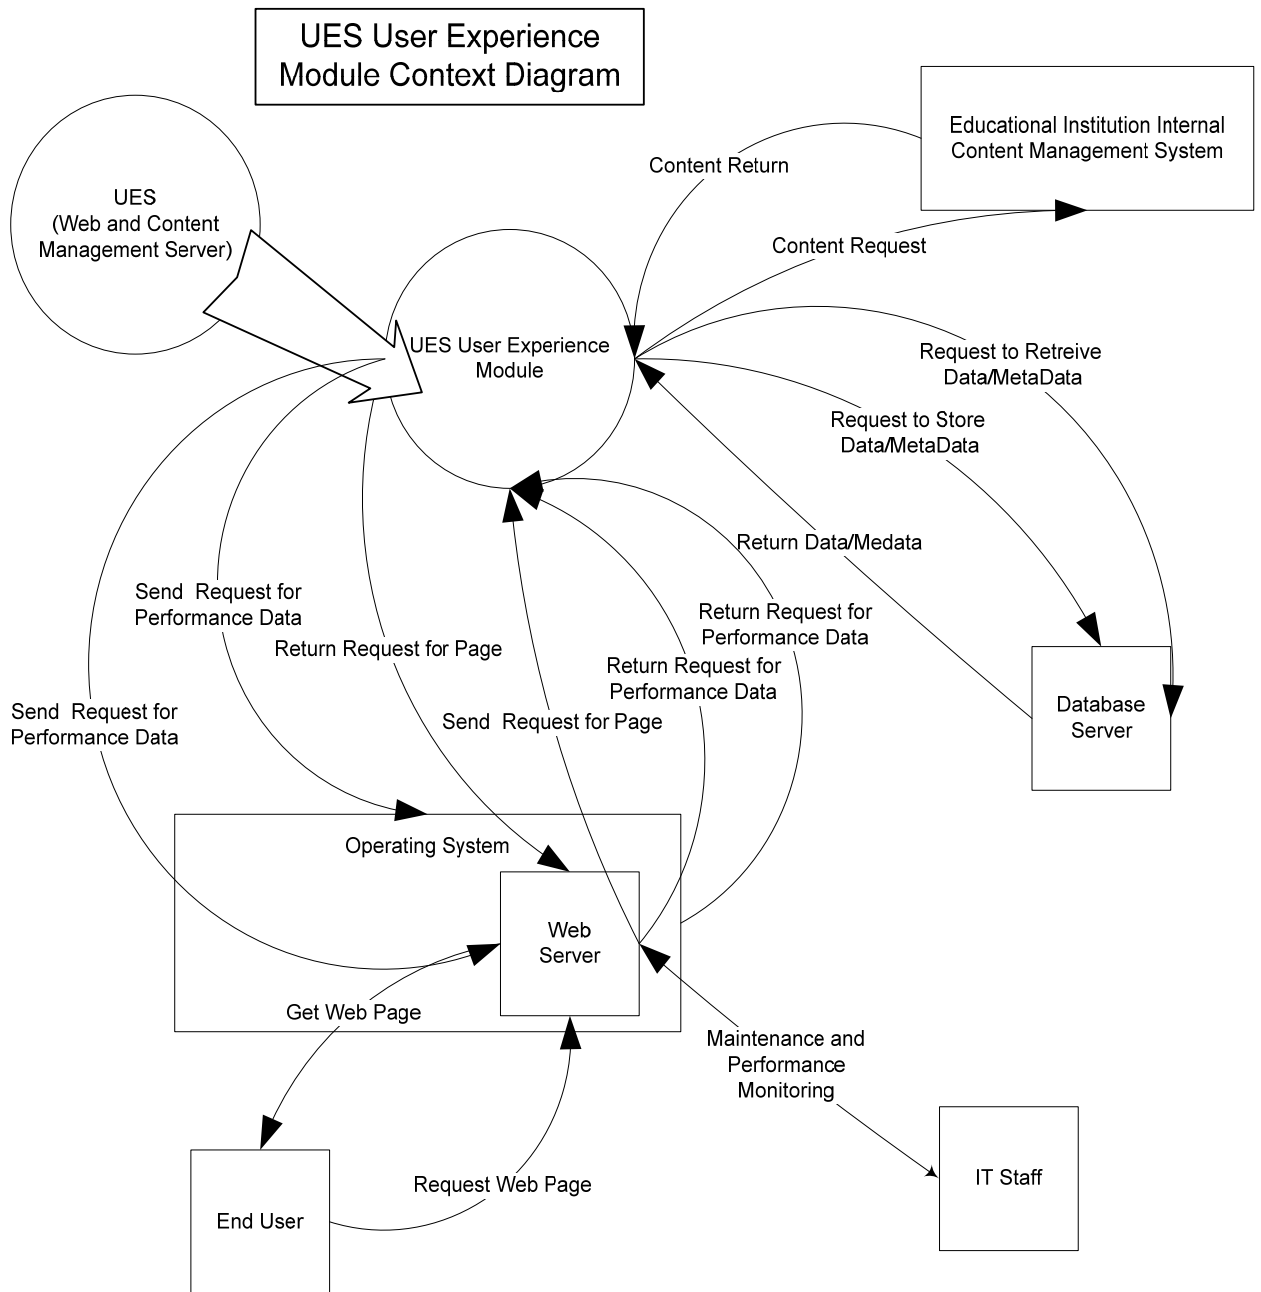 UES User Experience
Module Context Diagram
Educational Institution Internal
Content Management System
Content Return
UES
(Web and Content
Management Server)
Content Request
UES User Experience
Module
Request to Retreive
Data/MetaData
Request to Store
Data/MetaData
Return Data/Medata
Send Request for
Performance Data
Return Request for
Performance Data
Return Request for Page
Return Request for
Performance Data
Send Request for
Performance Data
Send Request for Page
Database
Server
Operating System
Web
Server
Get Web Page
Maintenance and
Performance
Monitoring
Request Web Page
IT Staff
End User